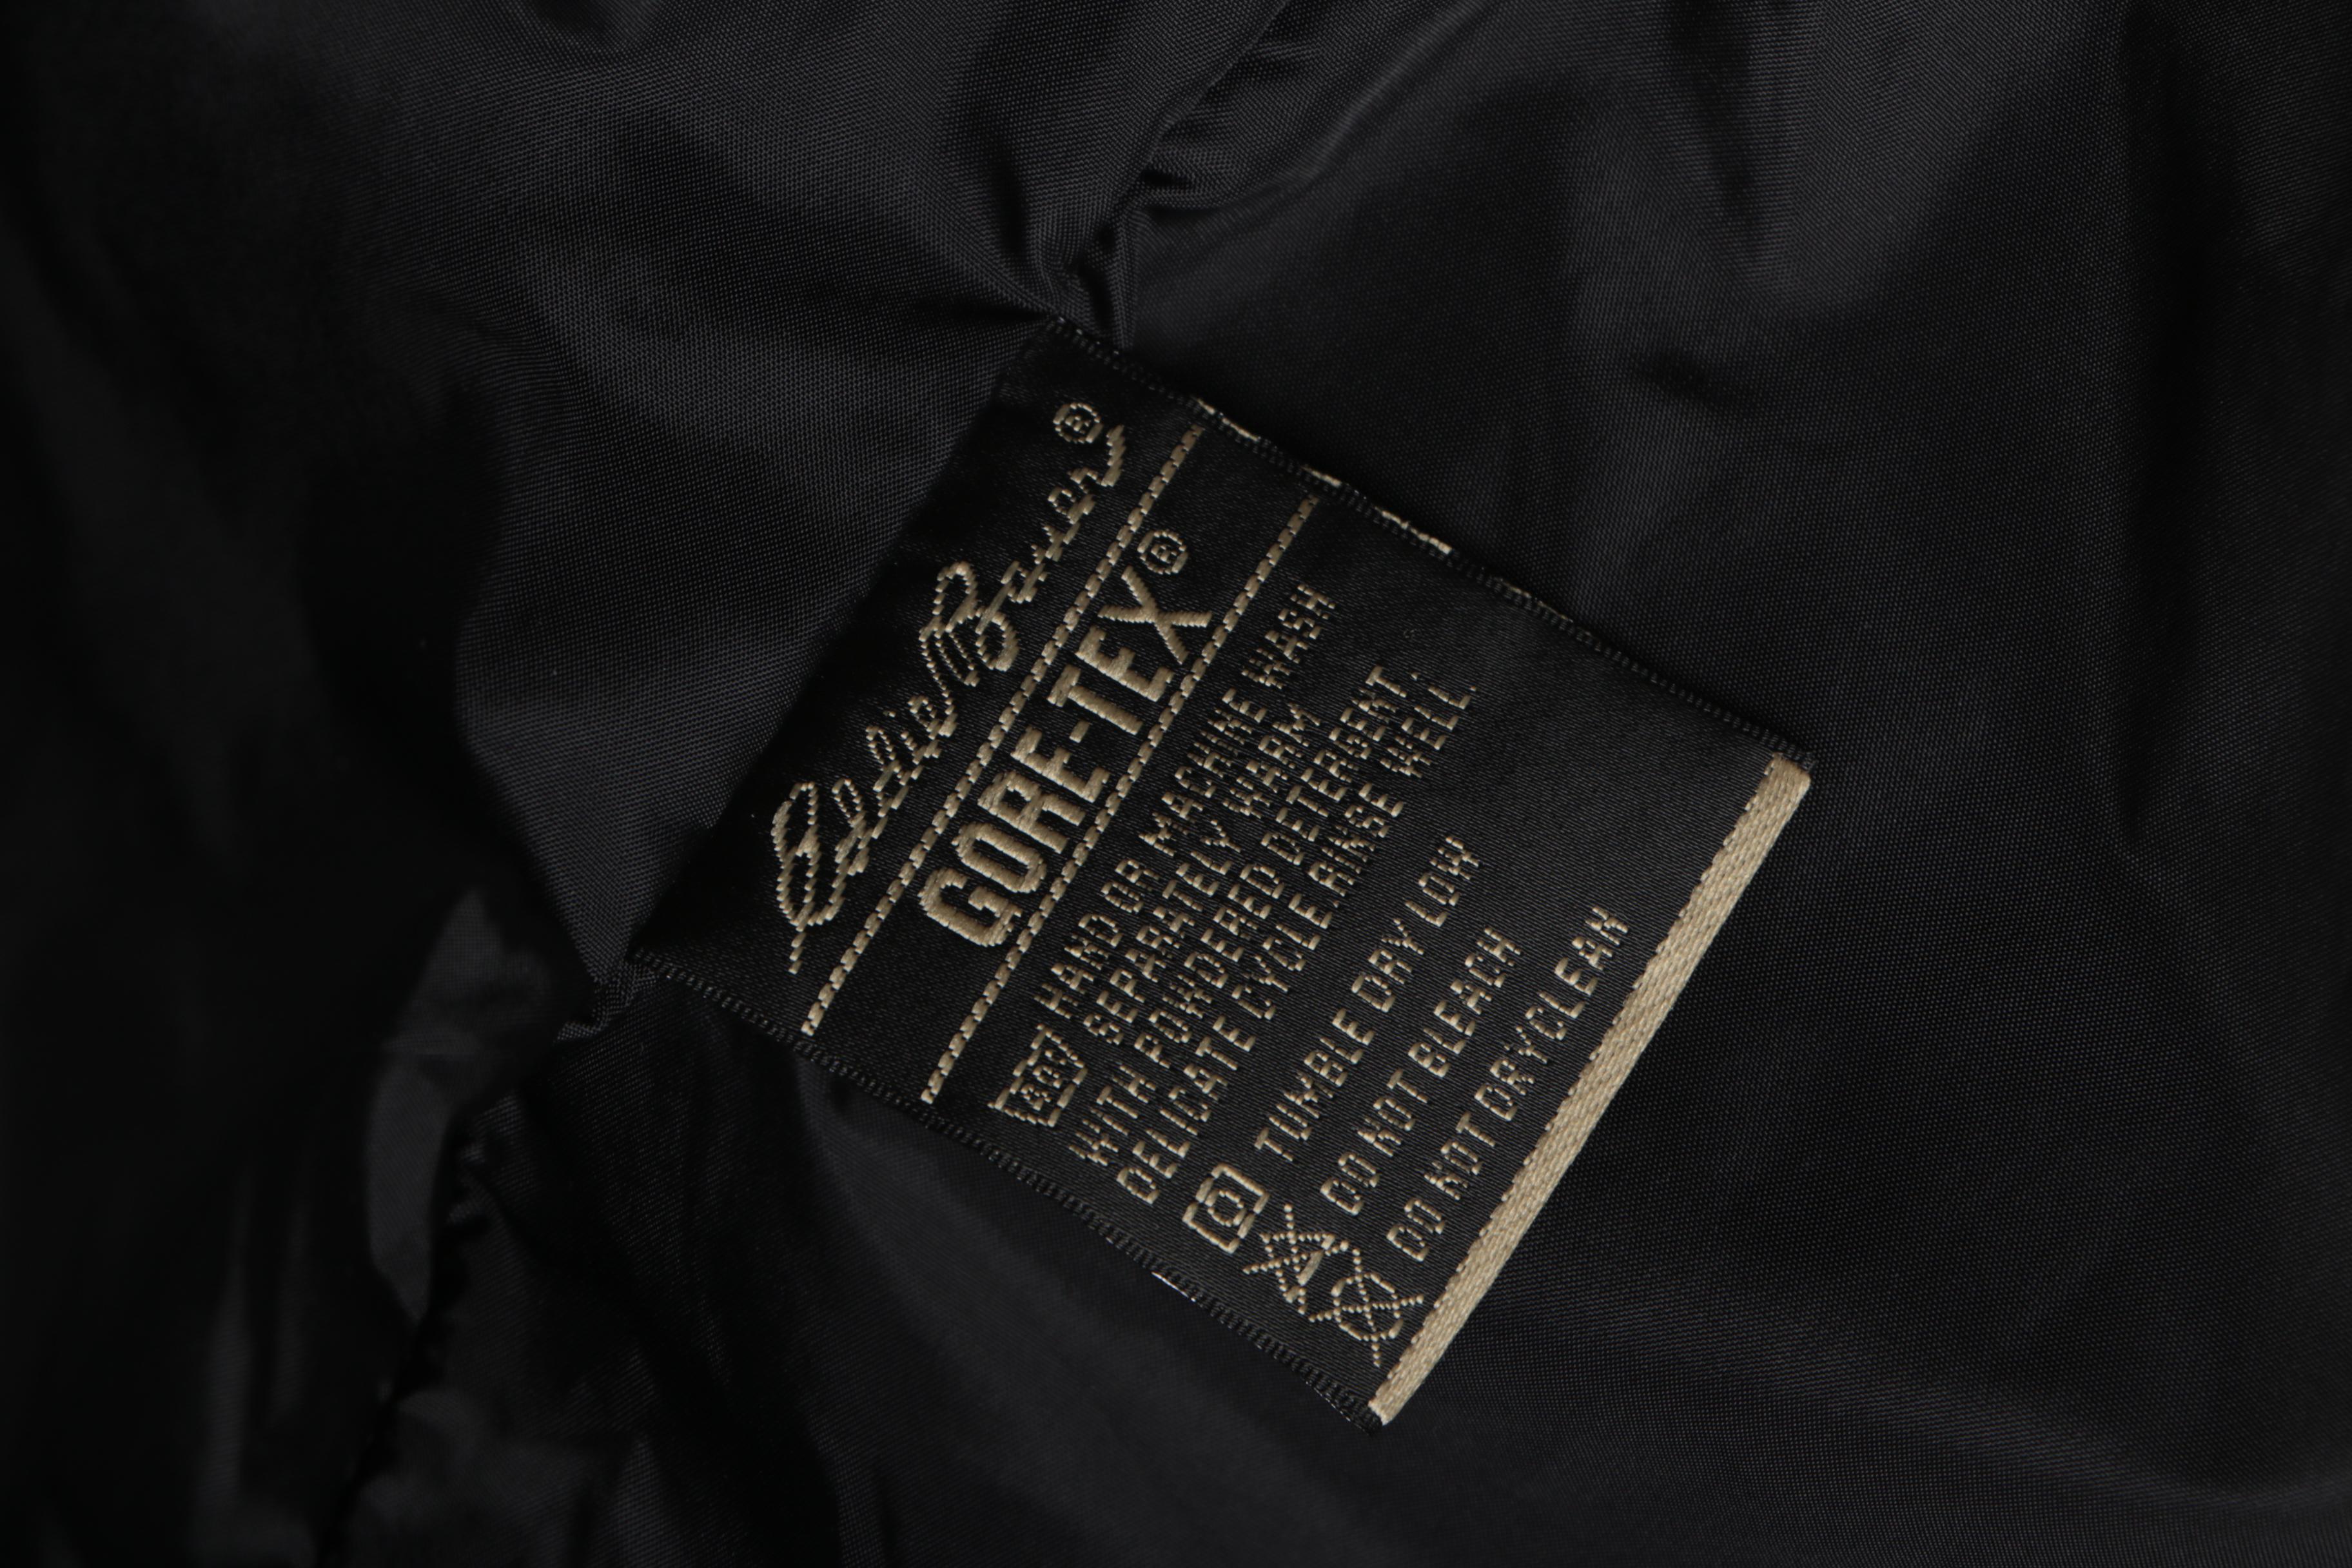 Eddie Bauer®
GORE-TEX®
40° HAND OR MACHINE WASH
SEPARATELY WARM
WITH POWDERED DETERGENT,
DELICATE CYCLE.RINSE WELL.
TUMBLE DRY LOW
DO NOT BLEACH
DO NOT DRYCLEAN